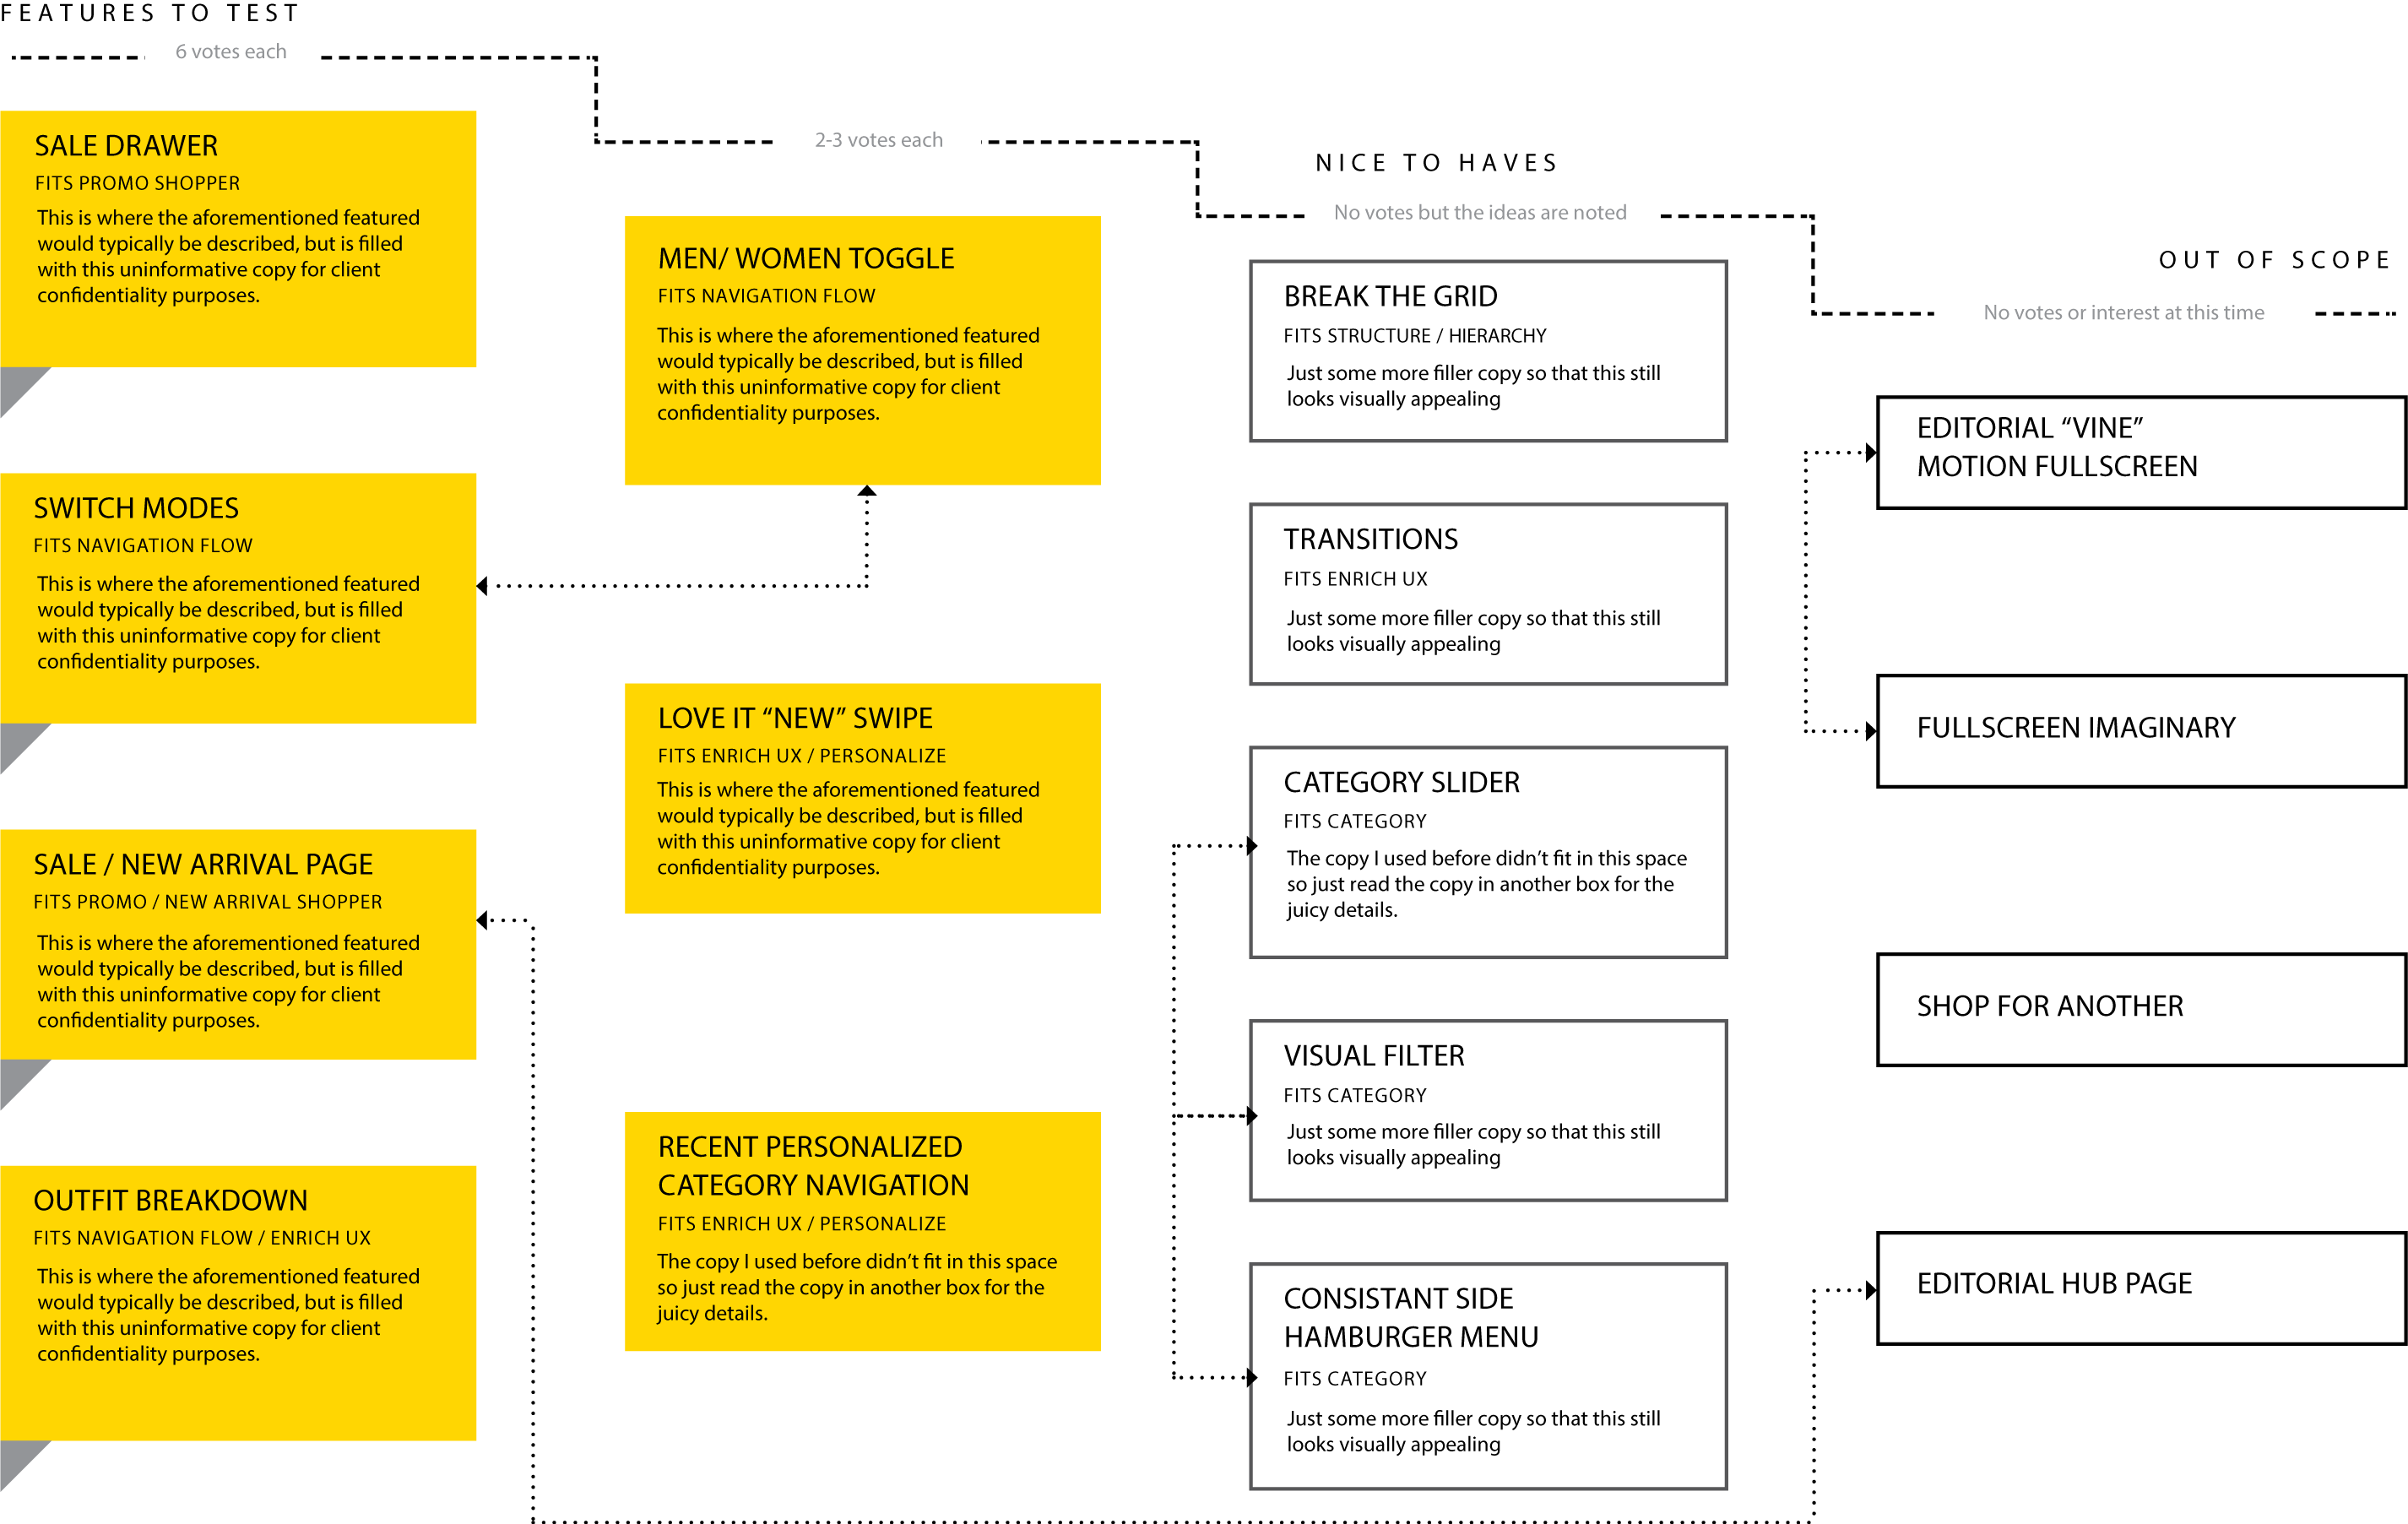 FEATURES TO TEST
6 votes each
SALE DRAWER
FITS PROMO SHOPPER
This is where the aforementioned featured
would typically be described, but is filled
with this uninformative copy for client
confidentiality purposes.
SWITCH MODES
FITS NAVIGATION FLOW
This is where the aforementioned featured
would typically be described, but is filled
with this uninformative copy for client
confidentiality purposes.
SALE / NEW ARRIVAL PAGE
FITS PROMO / NEW ARRIVAL SHOPPER
This is where the aforementioned featured
would typically be described, but is filled
with this uninformative copy for client
confidentiality purposes.
OUTFIT BREAKDOWN
FITS NAVIGATION FLOW / ENRICH UX
This is where the aforementioned featured
would typically be described, but is filled
with this uninformative copy for client
confidentiality purposes.
2-3 votes each
MEN/ WOMEN TOGGLE
FITS NAVIGATION FLOW
This is where the aforementioned featured
would typically be described, but is filled
with this uninformative copy for client
confidentiality purposes.
LOVE IT “NEW” SWIPE
FITS ENRICH UX / PERSONALIZE
This is where the aforementioned featured
would typically be described, but is filled
with this uninformative copy for client
confidentiality purposes.
RECENT PERSONALIZED
CATEGORY NAVIGATION
FITS ENRICH UX / PERSONALIZE
The copy I used before didn’t fit in this space
so just read the copy in another box for the
juicy details.
NICE TO HAVES
No votes but the ideas are noted
BREAK THE GRID
FITS STRUCTURE / HIERARCHY
Just some more filler copy so that this still
looks visually appealing
TRANSITIONS
FITS ENRICH UX
Just some more filler copy so that this still
looks visually appealing
CATEGORY SLIDER
FITS CATEGORY
The copy I used before didn’t fit in this space
so just read the copy in another box for the
juicy details.
VISUAL FILTER
FITS CATEGORY
Just some more filler copy so that this still
looks visually appealing
CONSISTANT SIDE
HAMBURGER MENU
FITS CATEGORY
Just some more filler copy so that this still
looks visually appealing
OUT OF SCOPE
No votes or interest at this time
EDITORIAL “VINE”
MOTION FULLSCREEN
FULLSCREEN IMAGINARY
SHOP FOR ANOTHER
EDITORIAL HUB PAGE